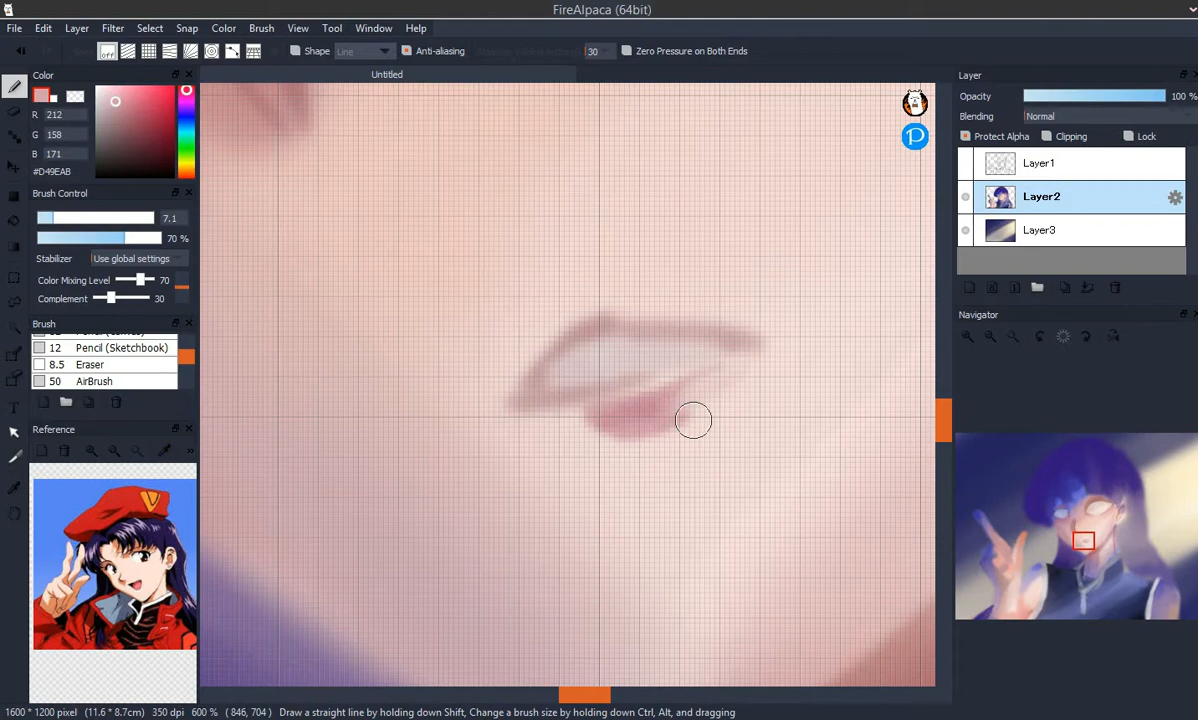 FireAlpaca (64bit)
File Edit Layer Filter Select Snap Color Brush View Tool Window Help
off Shape Line Anti-aliasing 30 Zero Pressure on Both Ends
Color
R 212
G 158
B 171
#D49EAB
Brush Control
7.1
70 %
Stabilizer Use global settings
Color Mixing Level 70
Complement 30
Brush
12 Pencil (Sketchbook)
8.5 Eraser
50 AirBrush
Reference
Untitled
P
Layer
Opacity 100 %
Blending Normal
Protect Alpha Clipping Lock
Layer1
Layer2
Layer3
Navigator
1600 * 1200 pixel (11.6 * 8.7cm) 350 dpi 600 % ( 846, 704 ) Draw a straight line by holding down Shift, Change a brush size by holding down Ctrl, Alt, and dragging